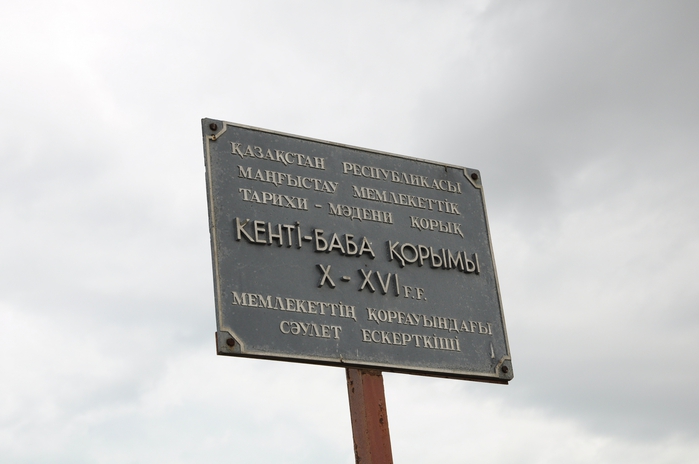 ҚАЗАҚСТАН РЕСПУБЛИКАСЫ
МАҢҒЫСТАУ МЕМЛЕКЕТТІК
ТАРИХИ - МӘДЕНИ ҚОРЫҚ
КЕНТІ-БАБА ҚОРЫМЫ
X - XVI Ғ.Ғ.
МЕМЛЕКЕТТІҢ ҚОРҒАУЫНДАҒЫ
СӘУЛЕТ ЕСКЕРТКІШІ